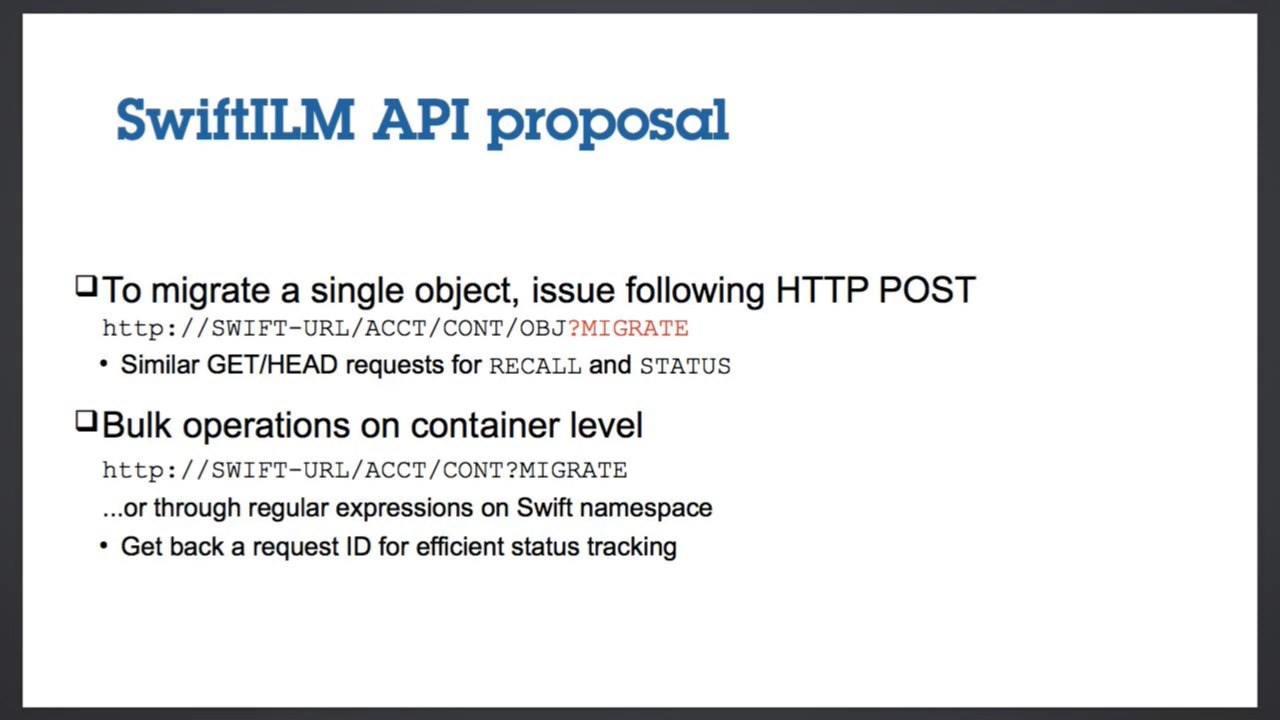 SwiftILM API proposal
❑To migrate a single object, issue following HTTP POST
http://SWIFT-URL/ACCT/CONT/OBJ?MIGRATE
• Similar GET/HEAD requests for RECALL and STATUS
❑Bulk operations on container level
http://SWIFT-URL/ACCT/CONT?MIGRATE
...or through regular expressions on Swift namespace
• Get back a request ID for efficient status tracking